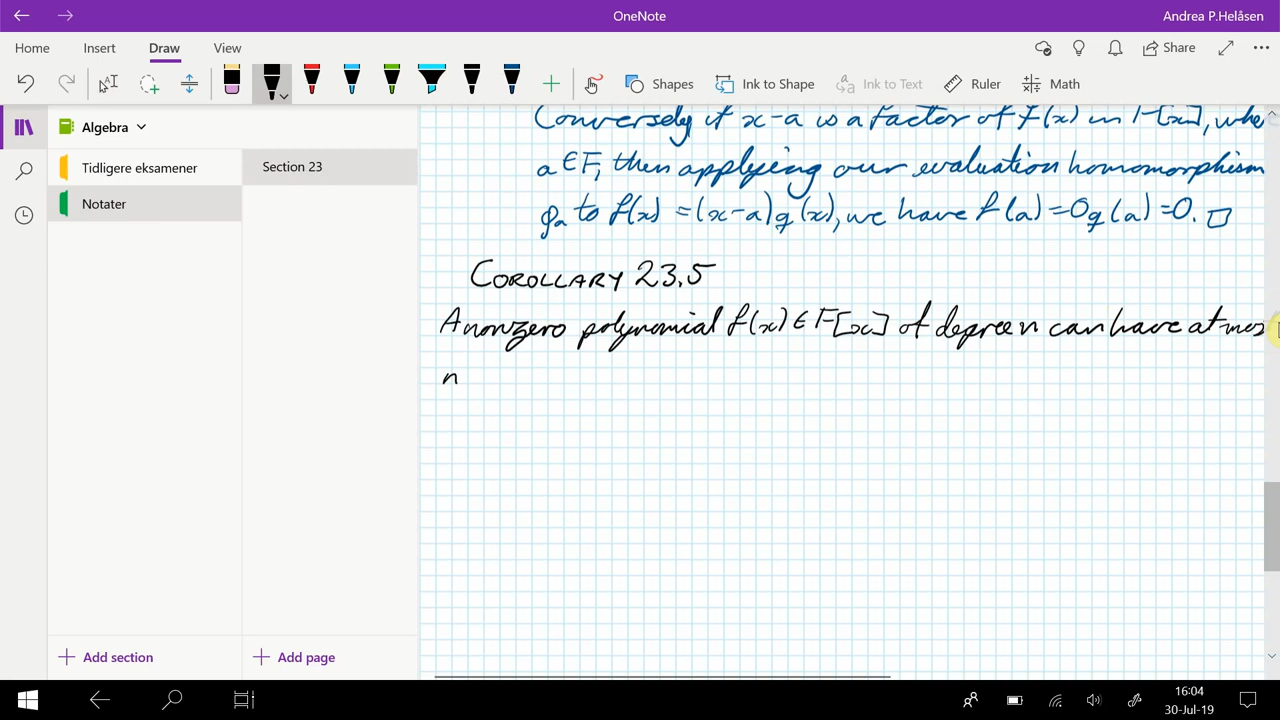 OneNote
Andrea P.Helåsen
Home Insert Draw View
Share
Shapes Ink to Shape Ink to Text Ruler Math
Algebra
Tidligere eksamener
Notater
Section 23
Conversely if x-a is a factor of f(x) in F[x], whe
a∈F, then applying our evaluation homomorphism
φa to f(x) = (x-a)q(x), we have f(a)=0q(a)=0. □
COROLLARY 23.5
A nonzero polynomial f(x)∈F[x] of degree n can have at mos
n
Add section
Add page
16:04
30-Jul-19